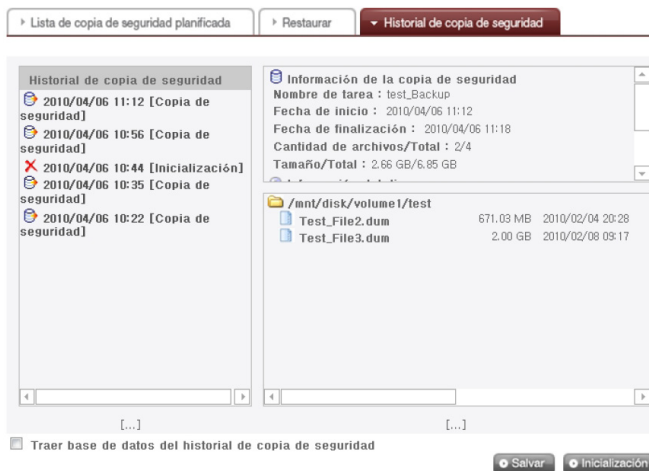 Lista de copia de seguridad planificada
Restaurar
Historial de copia de seguridad
Historial de copia de seguridad
2010/04/06 11:12 [Copia de
seguridad]
2010/04/06 10:56 [Copia de
seguridad]
2010/04/06 10:44 [Inicialización]
2010/04/06 10:35 [Copia de
seguridad]
2010/04/06 10:22 [Copia de
seguridad]
[...]
Información de la copia de seguridad
Nombre de tarea : test_Backup
Fecha de inicio : 2010/04/06 11:12
Fecha de finalización : 2010/04/06 11:18
Cantidad de archivos/Total : 2/4
Tamaño/Total : 2.66 GB/6.85 GB
/mnt/disk/volume1/test
Test_File2.dum 671.03 MB 2010/02/04 20:28
Test_File3.dum 2.00 GB 2010/02/08 09:17
[...]
Traer base de datos del historial de copia de seguridad
Salvar
Inicialización